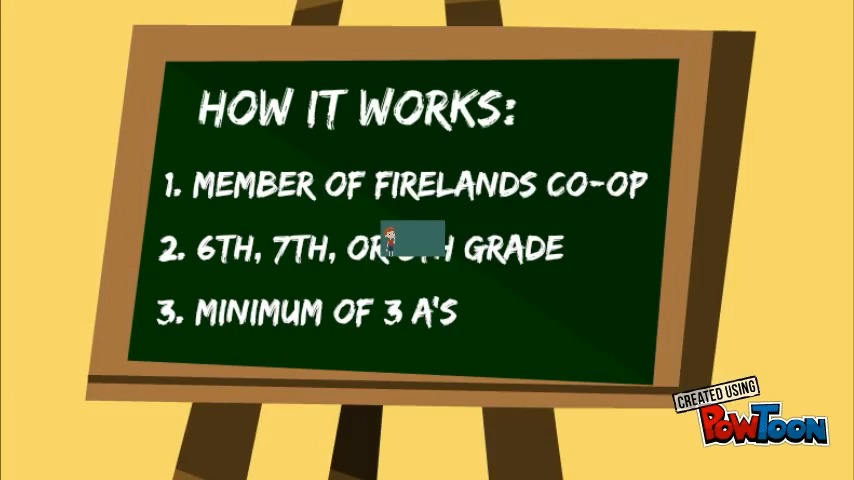 HOW IT WORKS:
1. MEMBER OF FIRELANDS CO-OP
2. 6TH, 7TH, OR GRADE
3. MINIMUM OF 3 A'S
CREATED USING
POWTOON